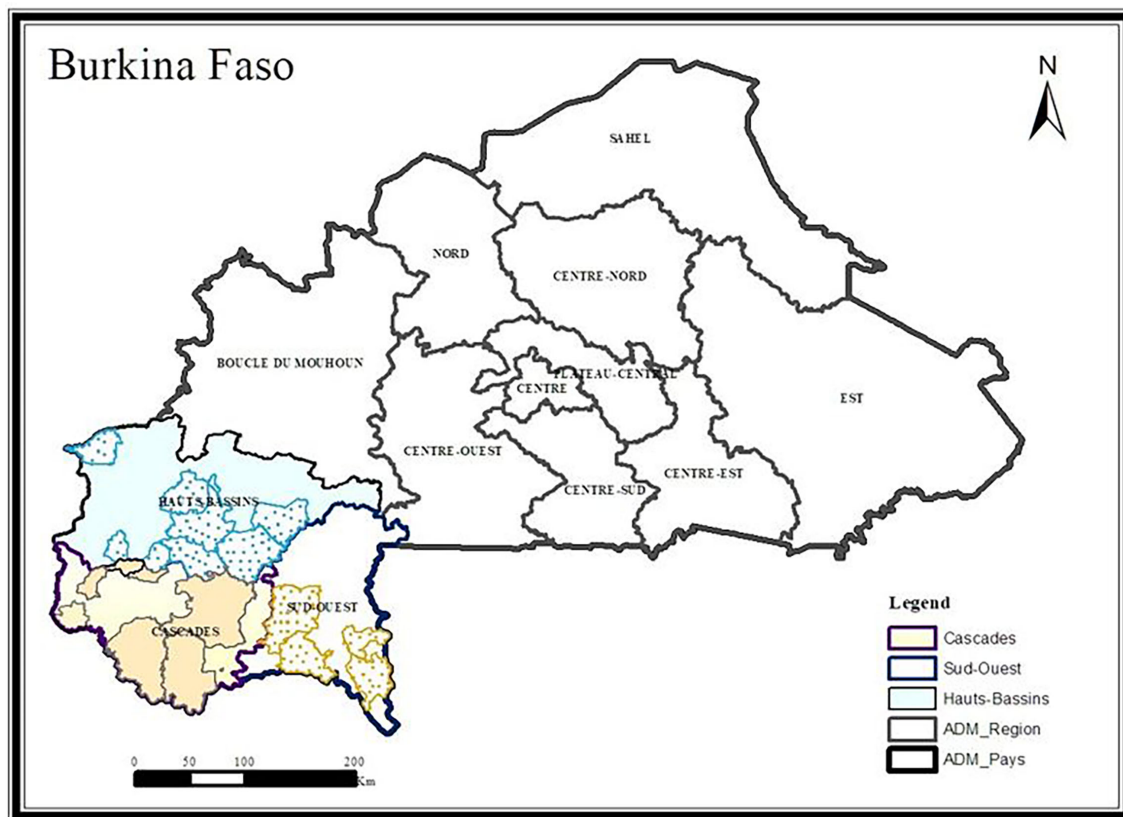 Burkina Faso
N
SAHEL
NORD
CENTRE-NORD
BOUCLE DU MOUHOUN
PLATEAU-CENTRAL
CENTRE
EST
CENTRE-OUEST
CENTRE-EST
CENTRE-SUD
HAUTS-BASSINS
SUD-OUEST
CASCADES
Legend
Cascades
Sud-Ouest
Hauts-Bassins
ADM_Region
ADM_Pays
0 50 100 200
Km